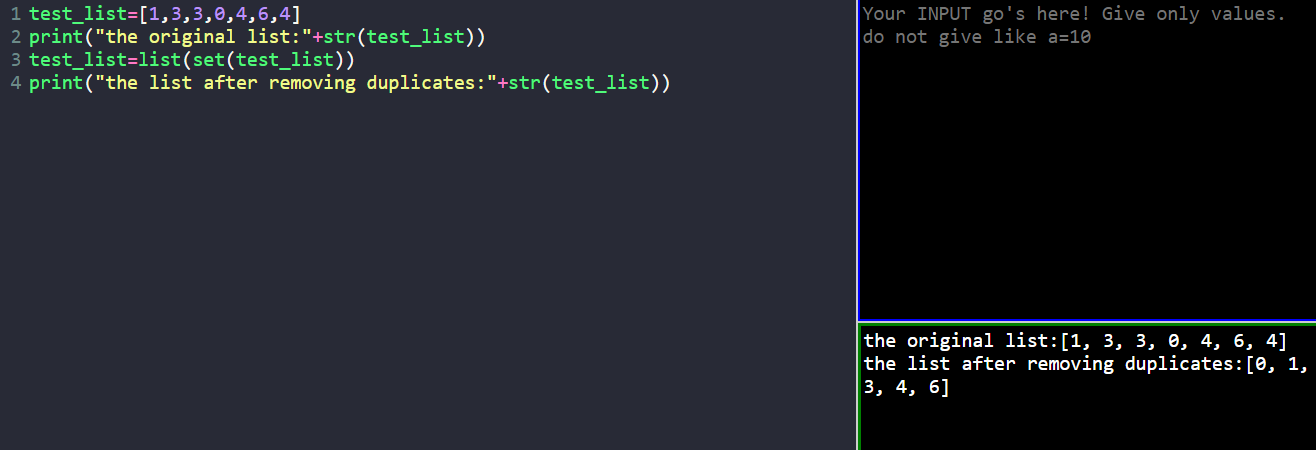 1 test_list=[1,3,3,0,4,6,4]
2 print("the original list:"+str(test_list))
3 test_list=list(set(test_list))
4 print("the list after removing duplicates:"+str(test_list))
Your INPUT go's here! Give only values.
do not give like a=10
the original list:[1, 3, 3, 0, 4, 6, 4]
the list after removing duplicates:[0, 1,
3, 4, 6]